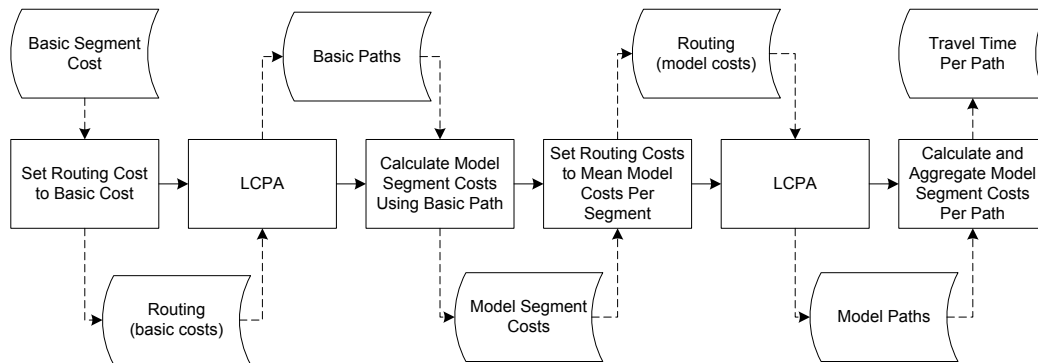 Basic Segment
Cost
Basic Paths
Routing
(model costs)
Travel Time
Per Path
Set Routing Cost
to Basic Cost
LCPA
Calculate Model
Segment Costs
Using Basic Path
Set Routing Costs
to Mean Model
Costs Per
Segment
LCPA
Calculate and
Aggregate Model
Segment Costs
Per Path
Routing
(basic costs)
Model Segment
Costs
Model Paths